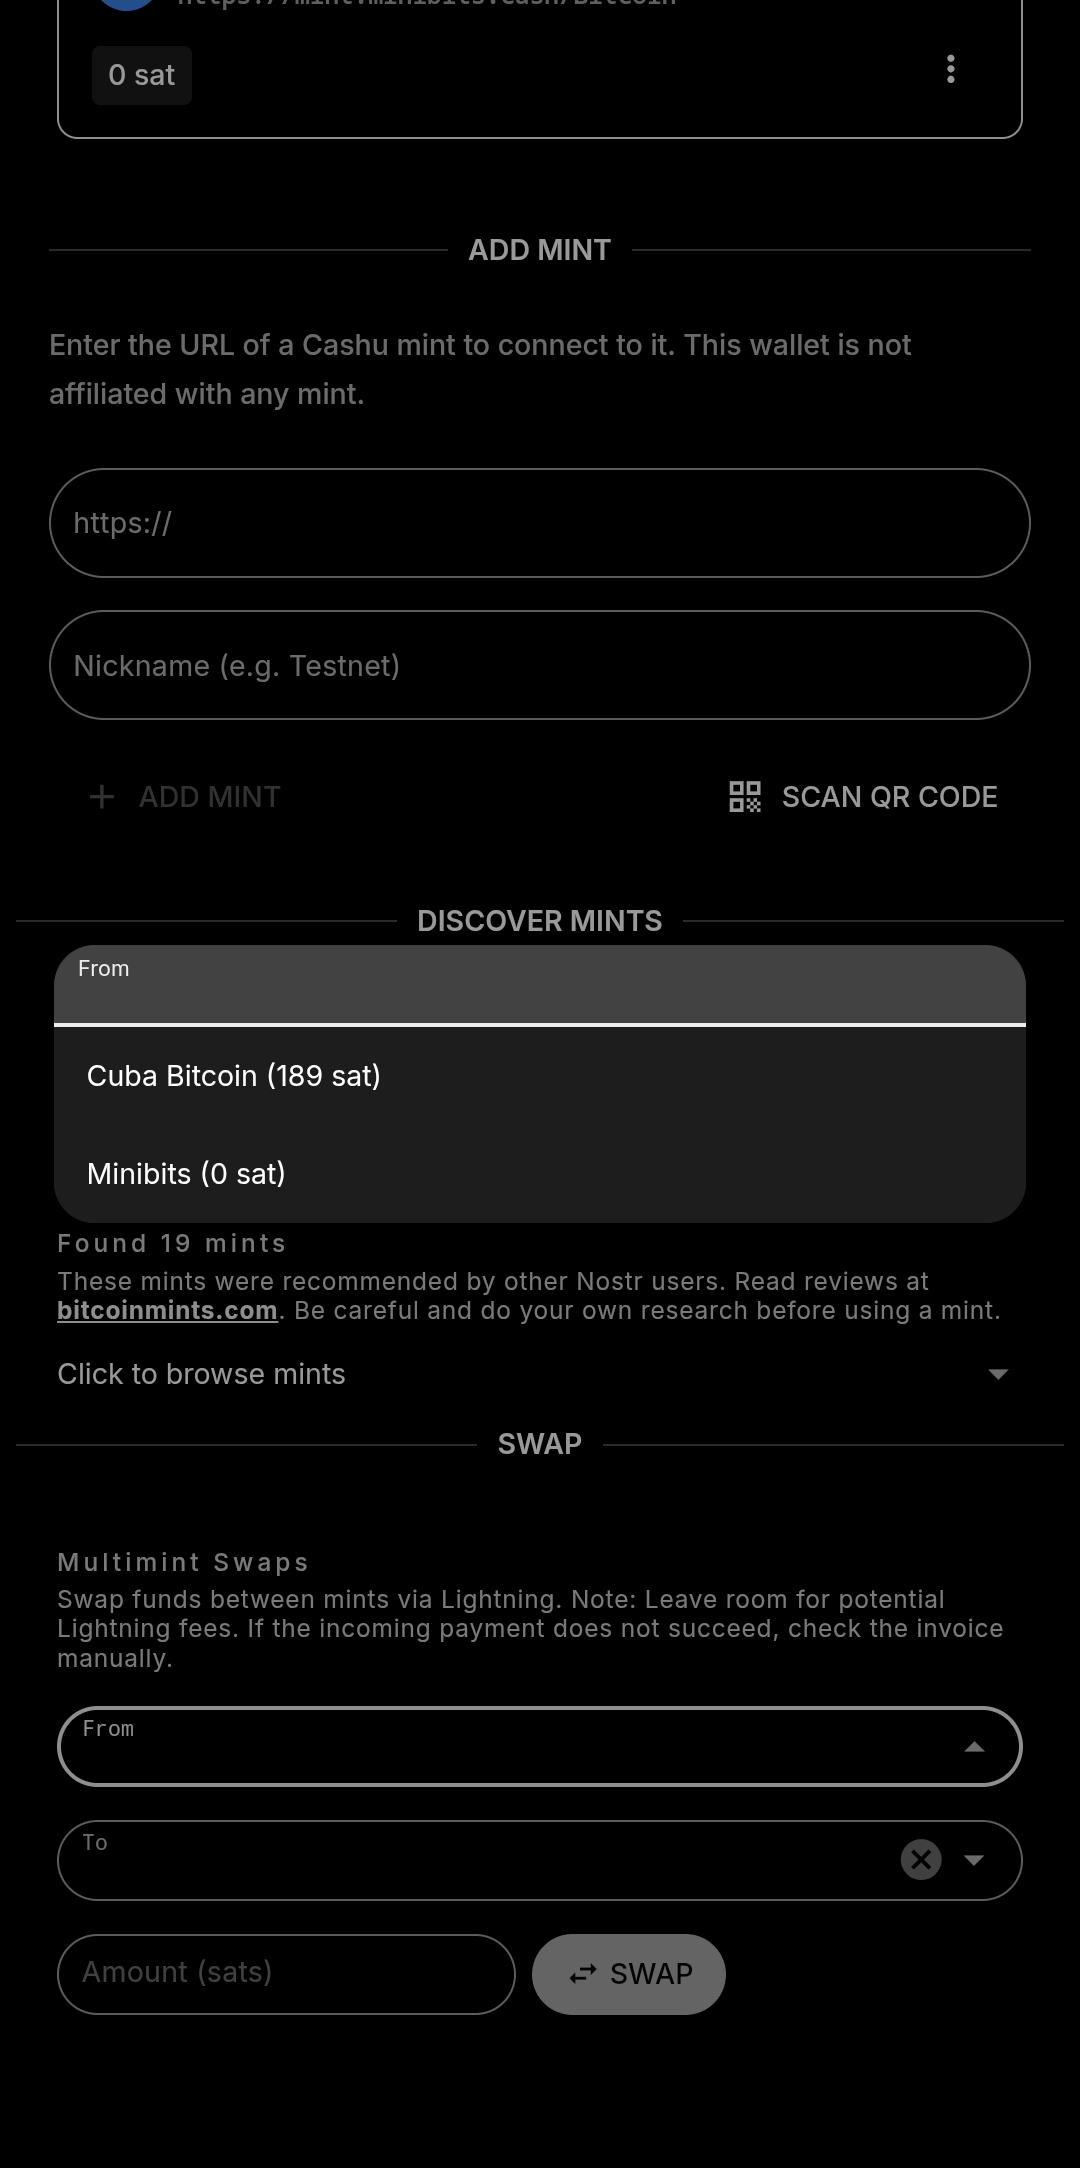 https://mint.minibits.cash/Bitcoin
0 sat
ADD MINT
Enter the URL of a Cashu mint to connect to it. This wallet is not
affiliated with any mint.
https://
Nickname (e.g. Testnet)
ADD MINT
SCAN QR CODE
DISCOVER MINTS
From
Cuba Bitcoin (189 sat)
Minibits (0 sat)
Found 19 mints
These mints were recommended by other Nostr users. Read reviews at
bitcoinmints.com. Be careful and do your own research before using a mint.
Click to browse mints
SWAP
Multimint Swaps
Swap funds between mints via Lightning. Note: Leave room for potential
Lightning fees. If the incoming payment does not succeed, check the invoice
manually.
From
To
Amount (sats)
SWAP